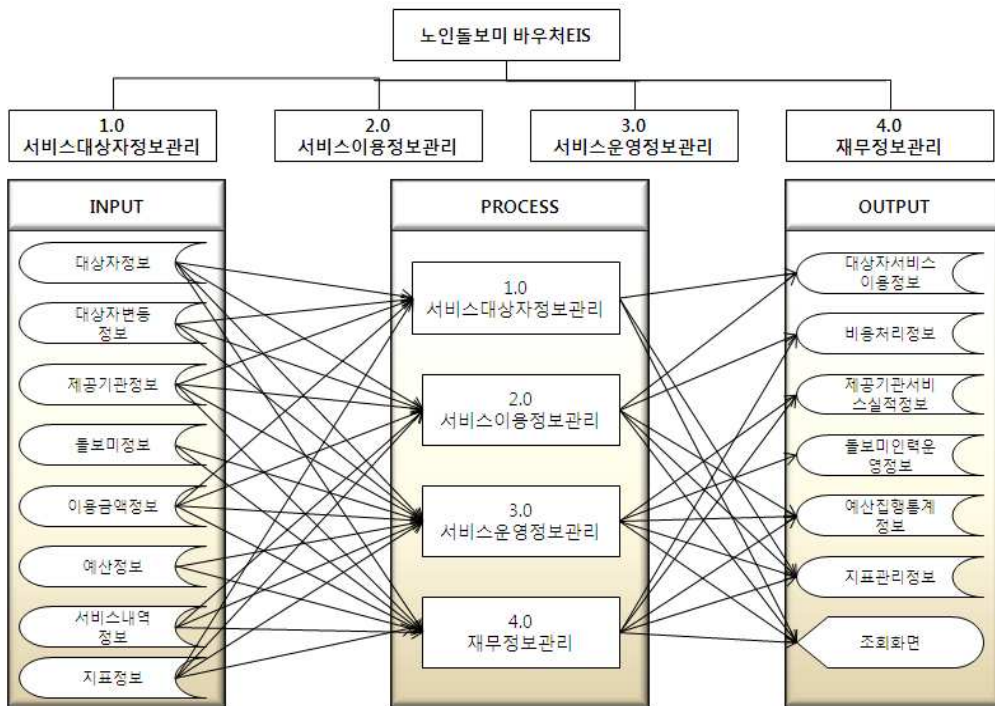 노인돌보미 바우처EIS
1.0
서비스대상자정보관리
2.0
서비스이용정보관리
3.0
서비스운영정보관리
4.0
재무정보관리
INPUT
대상자정보
대상자변동
정보
제공기관정보
돌보미정보
이용금액정보
예산정보
서비스내역
정보
지표정보
PROCESS
1.0
서비스대상자정보관리
2.0
서비스이용정보관리
3.0
서비스운영정보관리
4.0
재무정보관리
OUTPUT
대상자서비스
이용정보
비용처리정보
제공기관서비
스실적정보
돌보미인력운
영정보
예산집행통계
정보
지표관리정보
조회화면